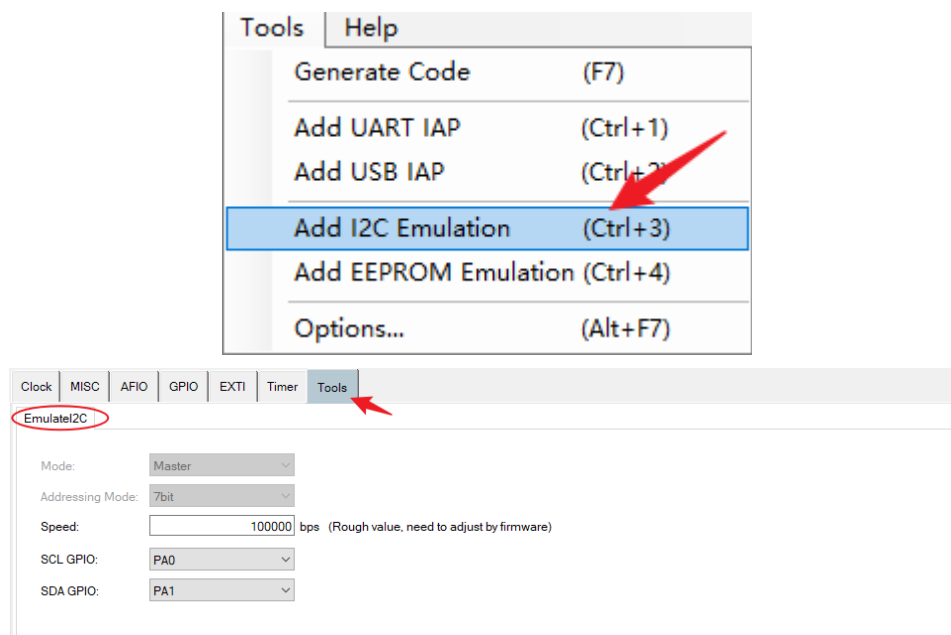 Tools Help
Generate Code (F7)
Add UART IAP (Ctrl+1)
Add USB IAP (Ctrl+2)
Add I2C Emulation (Ctrl+3)
Add EEPROM Emulation (Ctrl+4)
Options... (Alt+F7)
Clock MISC AFIO GPIO EXTI Timer Tools
EmulateI2C
Mode: Master
Addressing Mode: 7bit
Speed: 100000 bps (Rough value, need to adjust by firmware)
SCL GPIO: PA0
SDA GPIO: PA1